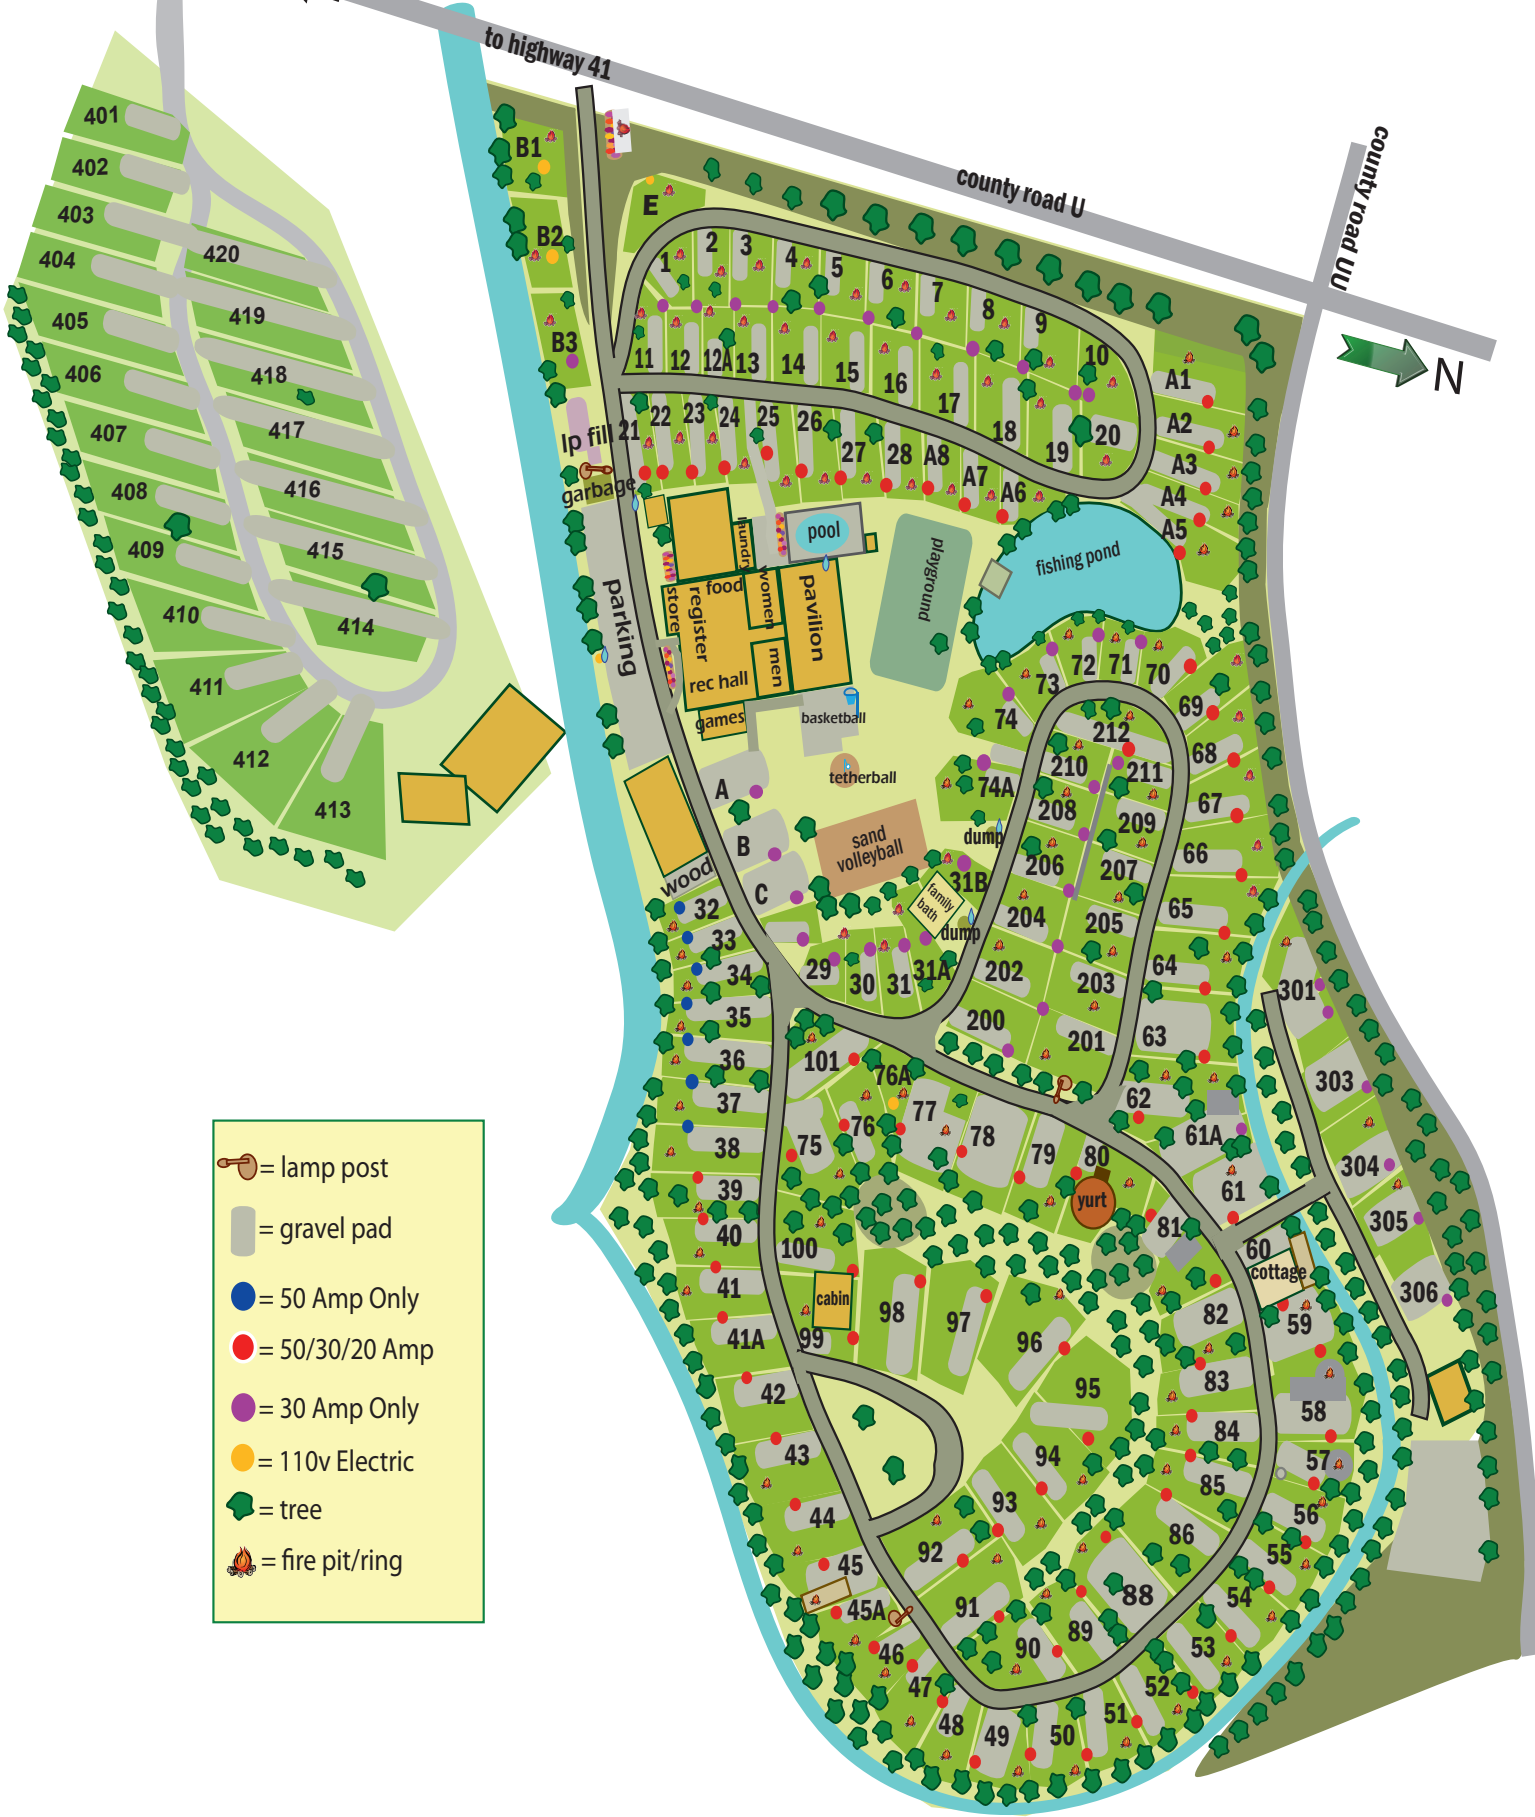 to highway 41
county road U
county road UU
N
401
402
403
404
405
406
407
408
409
410
411
412
413
420
419
418
417
416
415
414
B1
B2
B3
E
1
2
3
4
5
6
7
8
9
10
11
12
12A
13
14
15
16
17
18
19
20
A1
A2
A3
A4
A5
21
22
23
24
25
26
27
28
A8
A7
A6
lp fill
garbage
parking
laundry
pool
food
women
store
register
pavilion
men
rec hall
games
playground
fishing pond
basketball
tetherball
sand
volleyball
wood
A
B
C
dump
family
bath
dump
74A
74
73
72
71
70
69
68
67
66
65
64
63
62
61A
61
212
210
211
208
209
206
207
204
205
202
203
200
201
31B
29
30
31
31A
32
33
34
35
36
37
38
39
40
41
41A
42
43
44
45
45A
46
47
48
49
50
51
52
53
54
55
56
57
58
59
60
cottage
101
76A
77
76
75
78
79
80
yurt
81
82
83
84
85
86
88
89
90
91
92
93
94
95
96
97
98
99
100
cabin
301
303
304
305
306
= lamp post
= gravel pad
= 50 Amp Only
= 50/30/20 Amp
= 30 Amp Only
= 110v Electric
= tree
= fire pit/ring